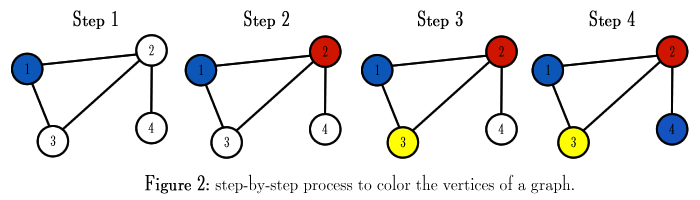 Step 1 Step 2 Step 3 Step 4
2 2 2 2
1 1 1 1
3 4 3 4 3 4 3 4
Figure 2: step-by-step process to color the vertices of a graph.